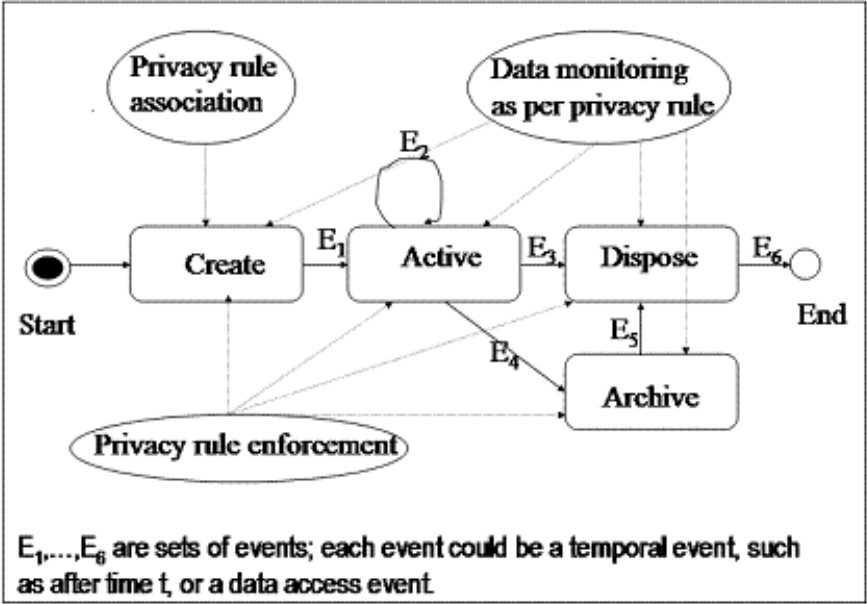 Privacy rule
association
Data monitoring
as per privacy rule
E₂
Create
E₁
Active
E₃
Dispose
E₆
Start
End
E₄
E₅
Archive
Privacy rule enforcement
E₁,...,E₆ are sets of events; each event could be a temporal event, such
as after time t, or a data access event.